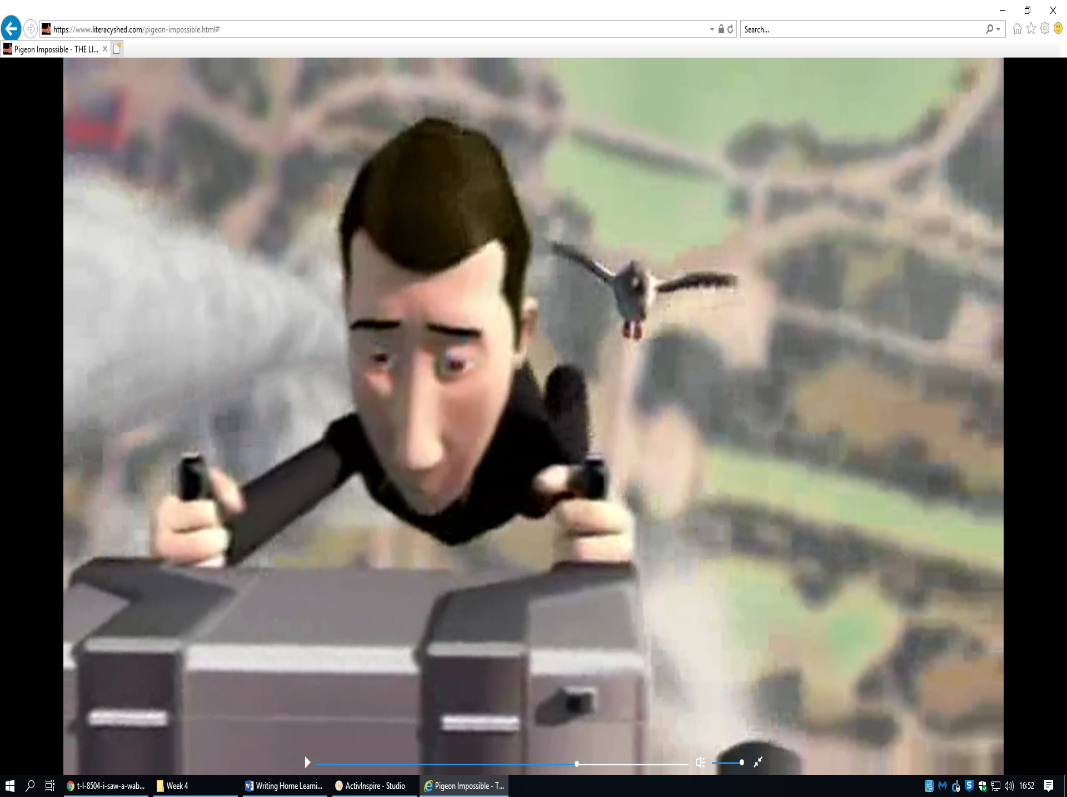 https://www.literacyshed.com/pigeon-impossible.html#
Search...
Pigeon Impossible - THE LI...
t-l-8504-i-saw-a-wab...
Week 4
Writing Home Learni...
ActivInspire - Studio
Pigeon Impossible - T...
16:52